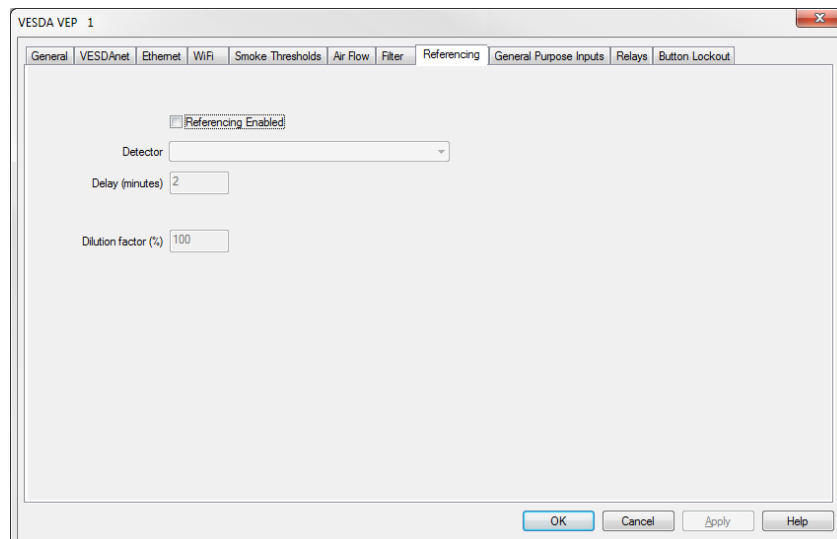 VESDA VEP 1
General VESDAnet Ethernet WiFi Smoke Thresholds Air Flow Filter Referencing General Purpose Inputs Relays Button Lockout
Referencing Enabled
Detector
Delay (minutes) 2
Dilution factor (%) 100
OK Cancel Apply Help